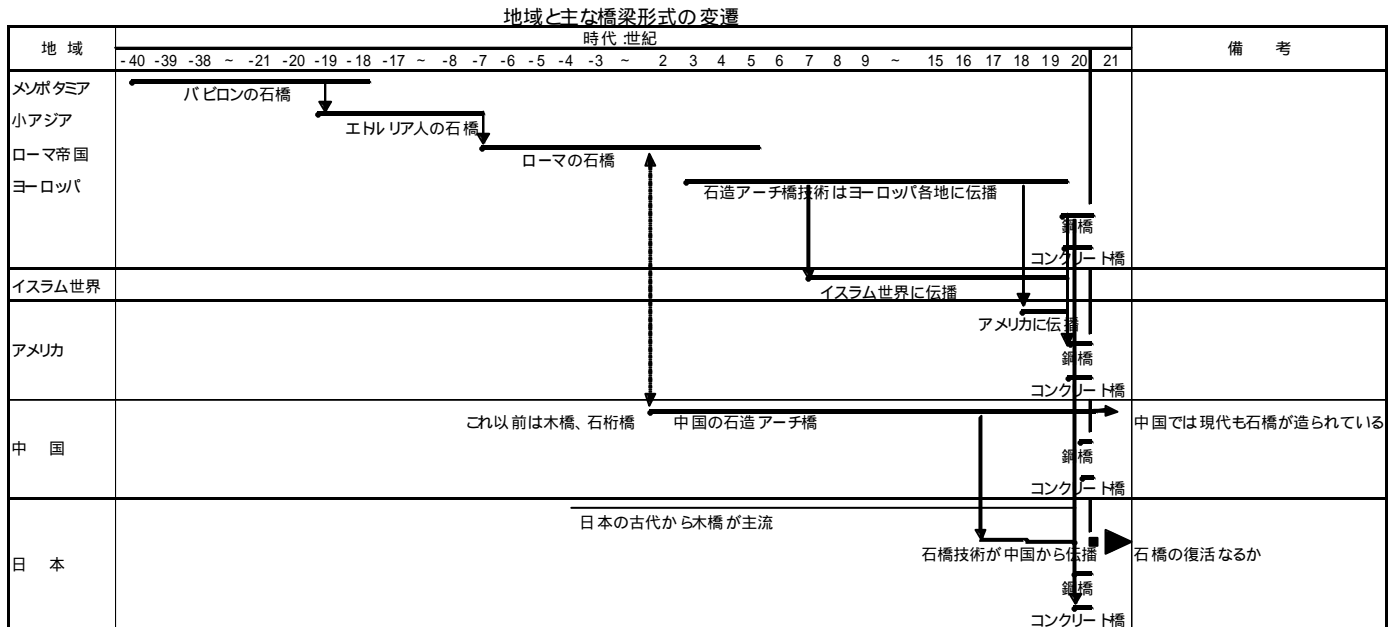 地域と主な橋梁形式の変遷
地 域
時代:世紀
備 考
-40 -39 -38 ~ -21 -20 -19 -18 -17 ~ -8 -7 -6 -5 -4 -3 ~ 2 3 4 5 6 7 8 9 ~ 15 16 17 18 19 20 21
メソポタミア
バビロンの石橋
小アジア
エトルリア人の石橋
ローマ帝国
ローマの石橋
ヨーロッパ
石造アーチ橋技術はヨーロッパ各地に伝播
鋼橋
コンクリート橋
イスラム世界
イスラム世界に伝播
アメリカに伝播
アメリカ
鋼橋
コンクリート橋
これ以前は木橋、石桁橋 中国の石造アーチ橋
中国では現代も石橋が造られている
中 国
鋼橋
コンクリート橋
日本の古代から木橋が主流
石橋技術が中国から伝播
石橋の復活なるか
日 本
鋼橋
コンクリート橋